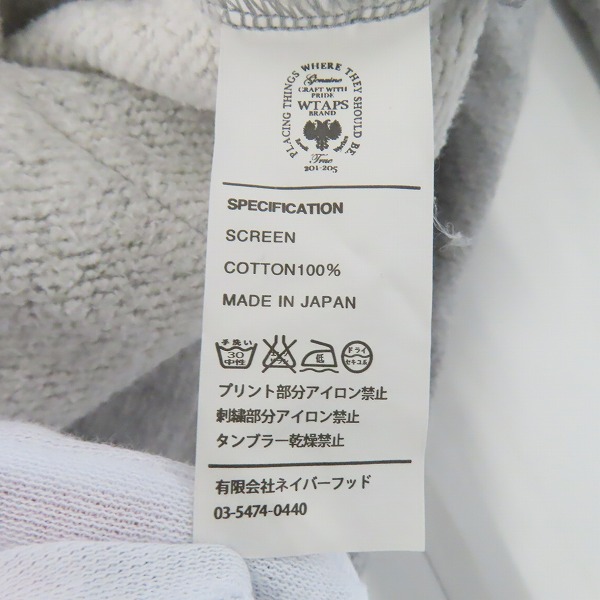 PLACING THINGS WHERE THEY SHOULD BE.
Genuine
CRAFT WITH
PRIDE
WTAPS
BRAND
True
201-205
SPECIFICATION
SCREEN
COTTON100%
MADE IN JAPAN
手洗い
30
中性
低
ドライ
セキユ系
プリント部分アイロン禁止
刺繍部分アイロン禁止
タンブラー乾燥禁止
有限会社ネイバーフッド
03-5474-0440